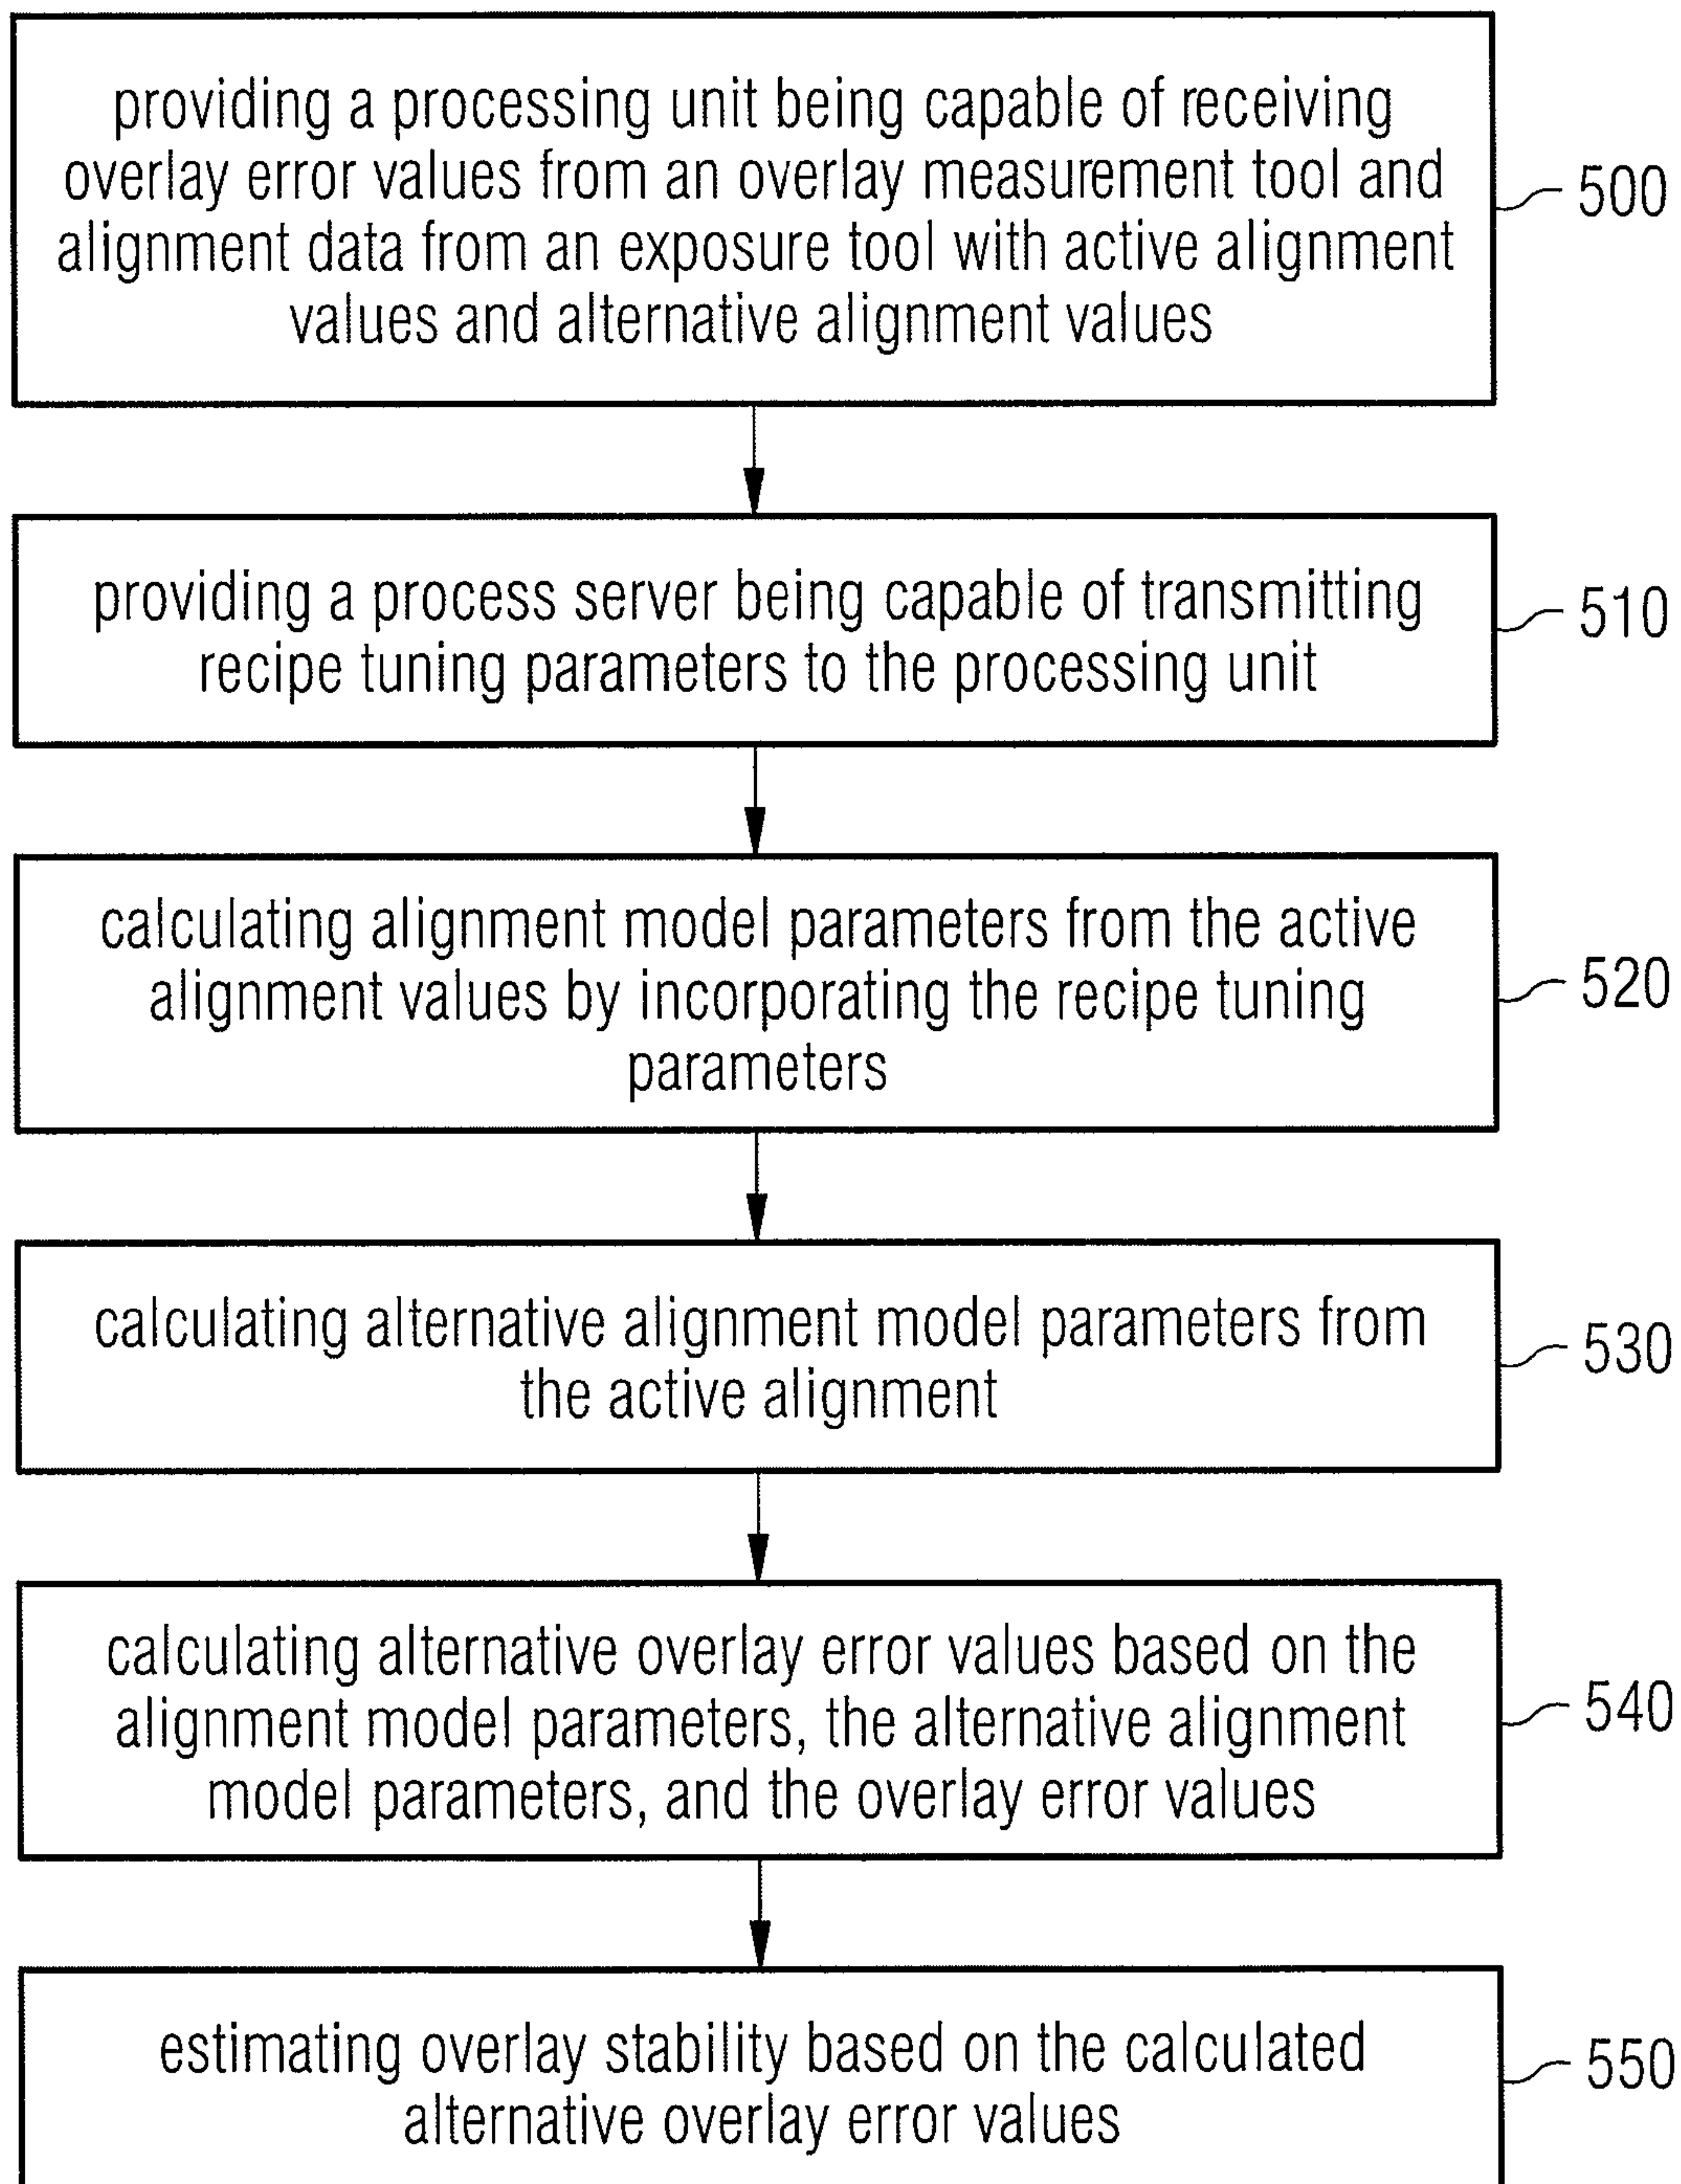 providing a processing unit being capable of receiving
overlay error values from an overlay measurement tool and
alignment data from an exposure tool with active alignment
values and alternative alignment values
500
providing a process server being capable of transmitting
recipe tuning parameters to the processing unit
510
calculating alignment model parameters from the active
alignment values by incorporating the recipe tuning
parameters
520
calculating alternative alignment model parameters from
the active alignment
530
calculating alternative overlay error values based on the
alignment model parameters, the alternative alignment
model parameters, and the overlay error values
540
estimating overlay stability based on the calculated
alternative overlay error values
550